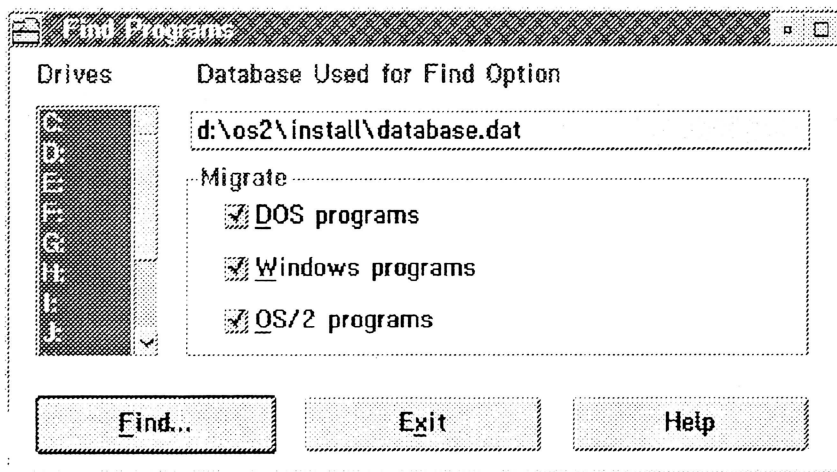 Find Programs
Drives
Database Used for Find Option
C:
D:
E:
F:
G:
H:
I:
J:
d:\os2\install\database.dat
Migrate
DOS programs
Windows programs
OS/2 programs
Find...
Exit
Help